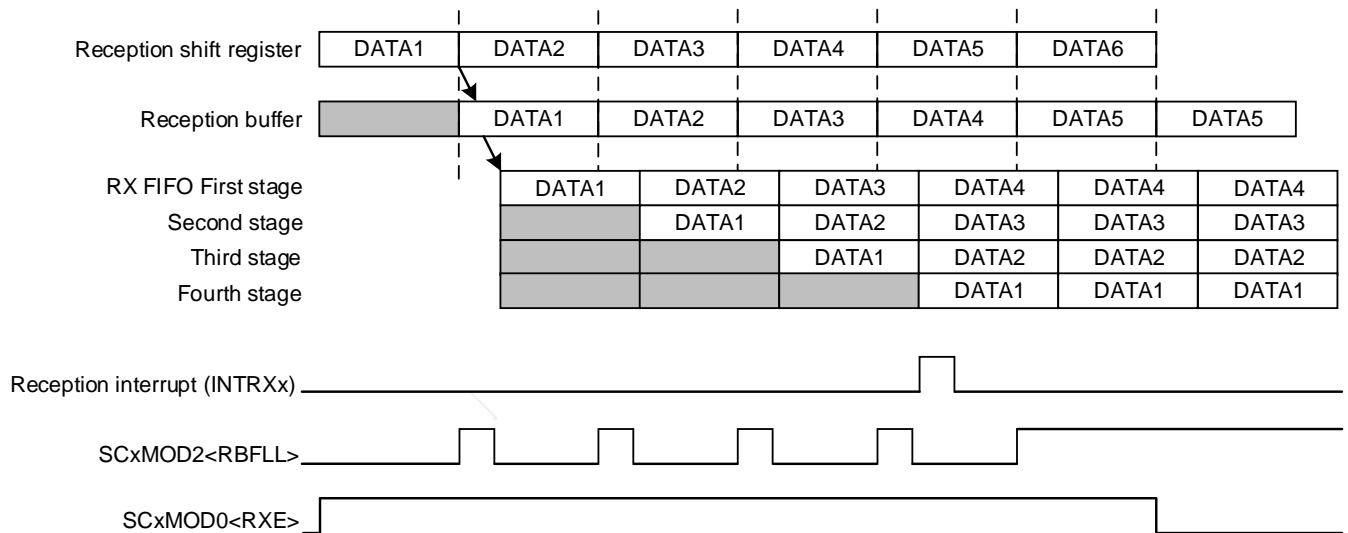 Reception shift register DATA1 DATA2 DATA3 DATA4 DATA5 DATA6
Reception buffer DATA1 DATA2 DATA3 DATA4 DATA5 DATA5
RX FIFO First stage DATA1 DATA2 DATA3 DATA4 DATA4 DATA4
Second stage DATA1 DATA2 DATA3 DATA3 DATA3
Third stage DATA1 DATA2 DATA2 DATA2
Fourth stage DATA1 DATA1 DATA1
Reception interrupt (INTRXx)
SCxMOD2<RBFLL>
SCxMOD0<RXE>